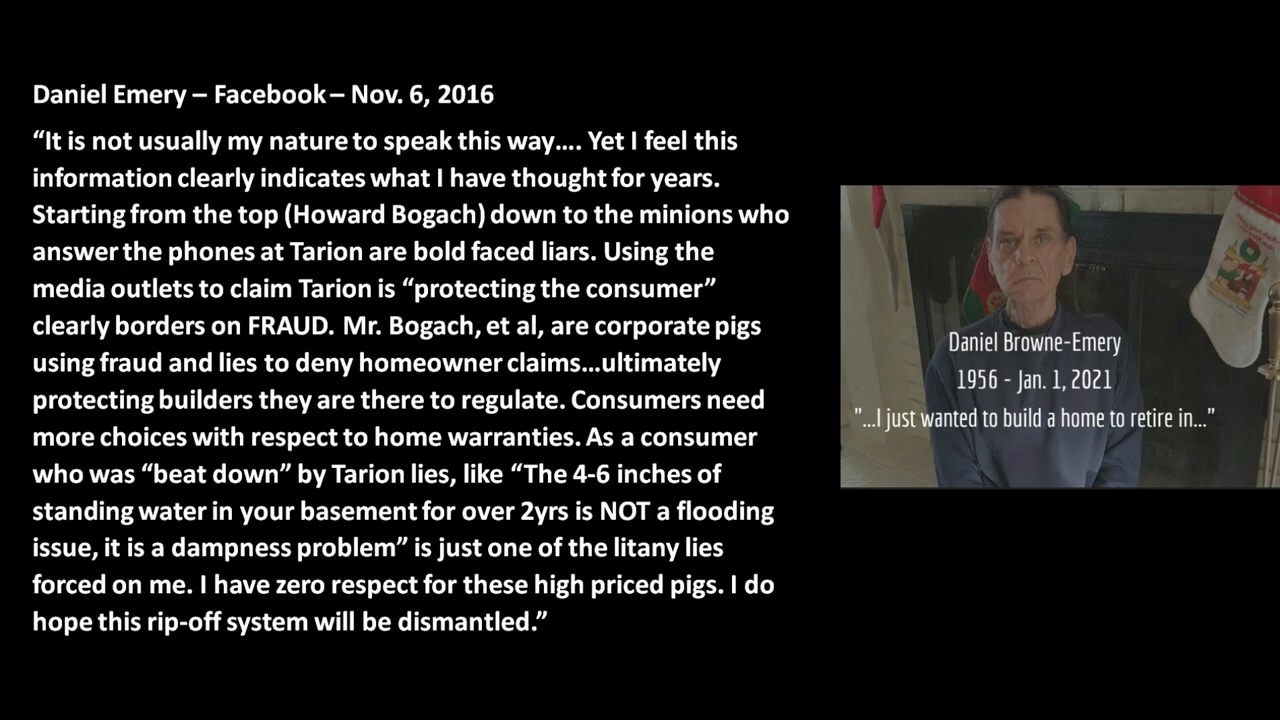 Daniel Emery – Facebook – Nov. 6, 2016
“It is not usually my nature to speak this way…. Yet I feel this
information clearly indicates what I have thought for years.
Starting from the top (Howard Bogach) down to the minions who
answer the phones at Tarion are bold faced liars. Using the
media outlets to claim Tarion is “protecting the consumer”
clearly borders on FRAUD. Mr. Bogach, et al, are corporate pigs
using fraud and lies to deny homeowner claims…ultimately
protecting builders they are there to regulate. Consumers need
more choices with respect to home warranties. As a consumer
who was “beat down” by Tarion lies, like “The 4-6 inches of
standing water in your basement for over 2yrs is NOT a flooding
issue, it is a dampness problem” is just one of the litany lies
forced on me. I have zero respect for these high priced pigs. I do
hope this rip-off system will be dismantled.”
Daniel Browne-Emery
1956 - Jan. 1, 2021
"...I just wanted to build a home to retire in..."